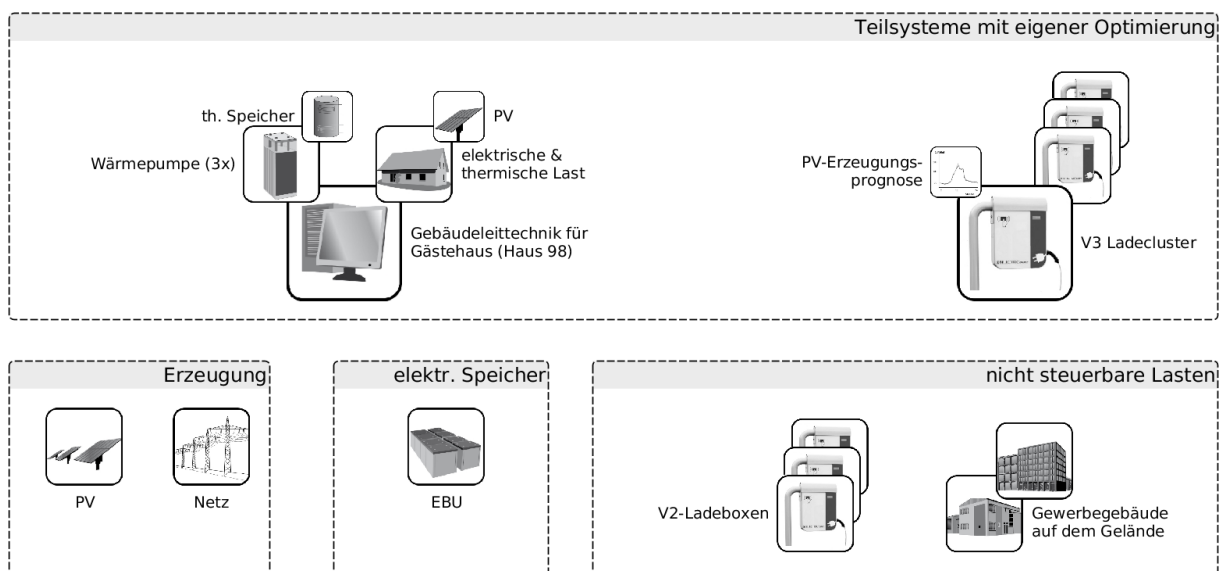 Teilsysteme mit eigener Optimierung
th. Speicher
PV
Wärmepumpe (3x)
elektrische &
thermische Last
Gebäudeleittechnik für
Gästehaus (Haus 98)
PV-Erzeugungs-
prognose
V3 Ladecluster
Erzeugung
PV
Netz
elektr. Speicher
EBU
nicht steuerbare Lasten
V2-Ladeboxen
Gewerbegebäude
auf dem Gelände